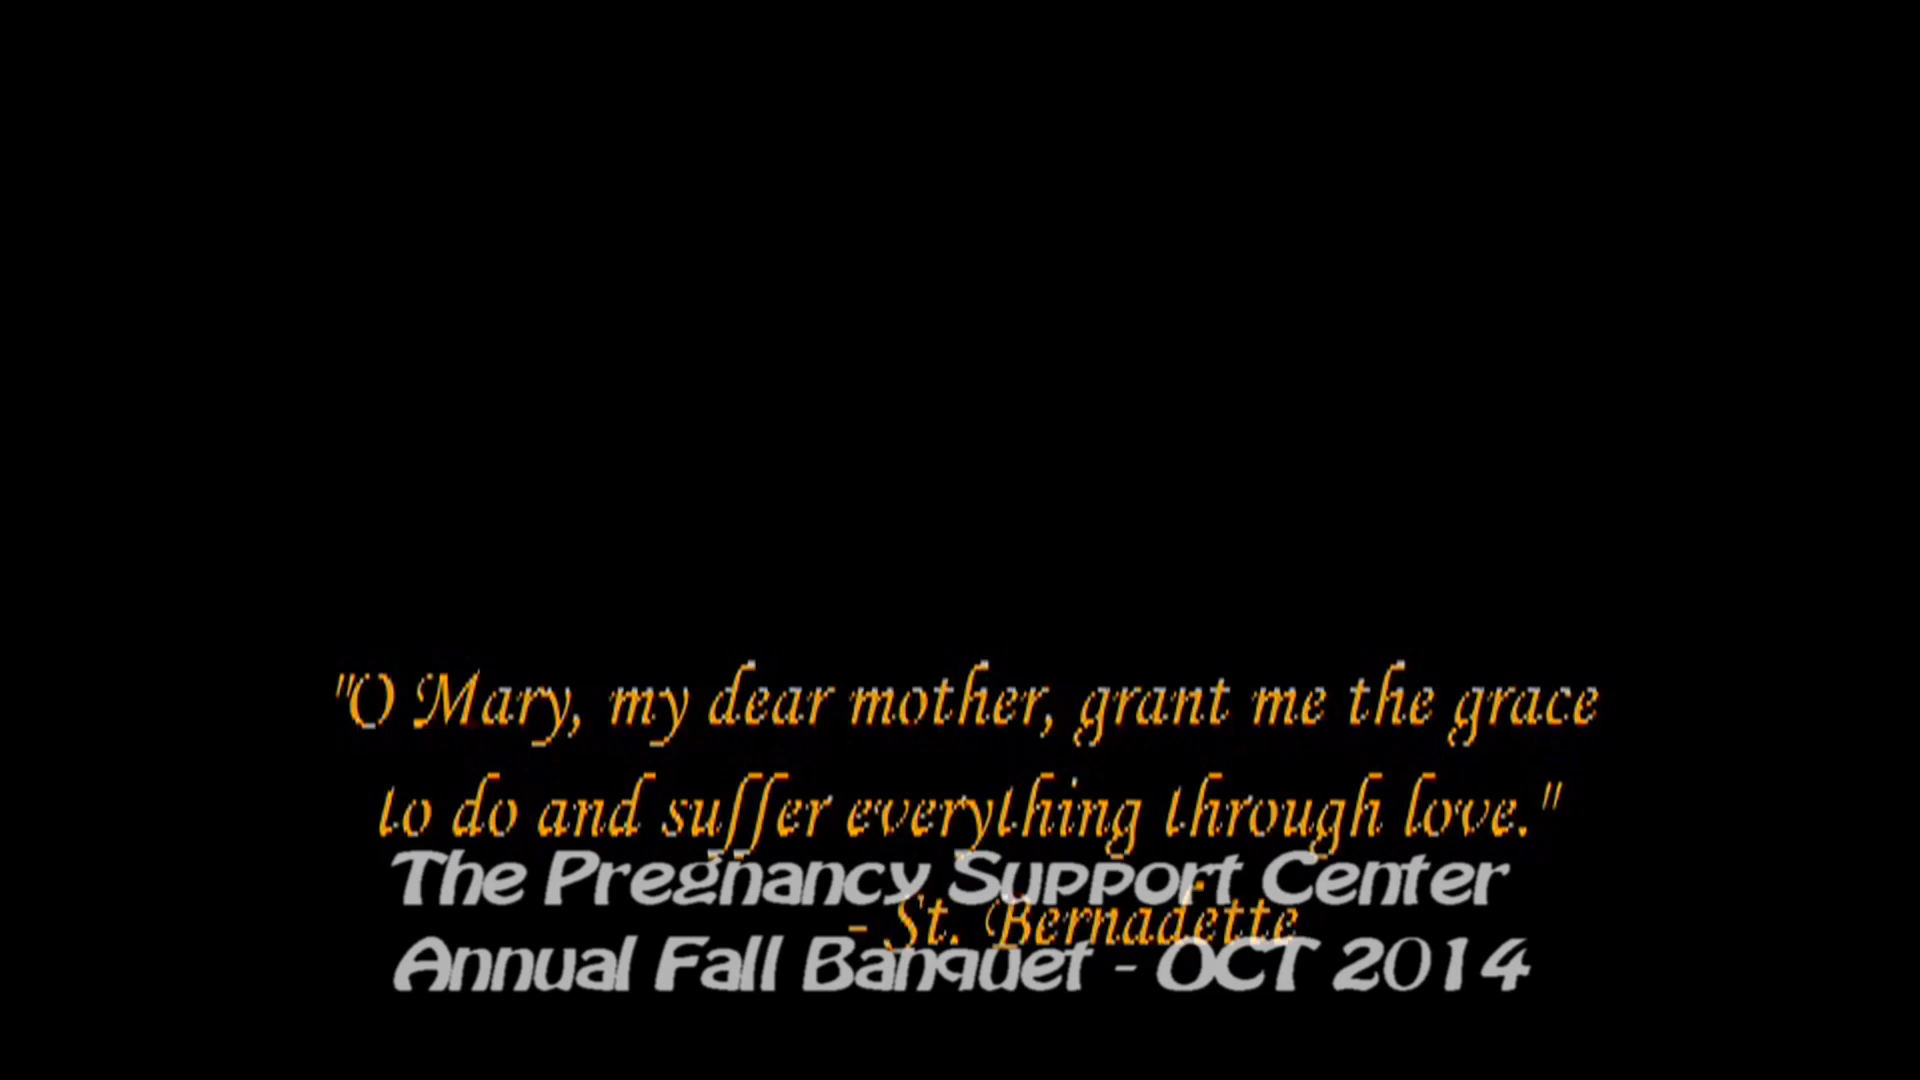 "O Mary, my dear mother, grant me the grace
to do and suffer everything through love."
The Pregnancy Support Center
- St. Bernadette
Annual Fall Banquet - OCT 2014